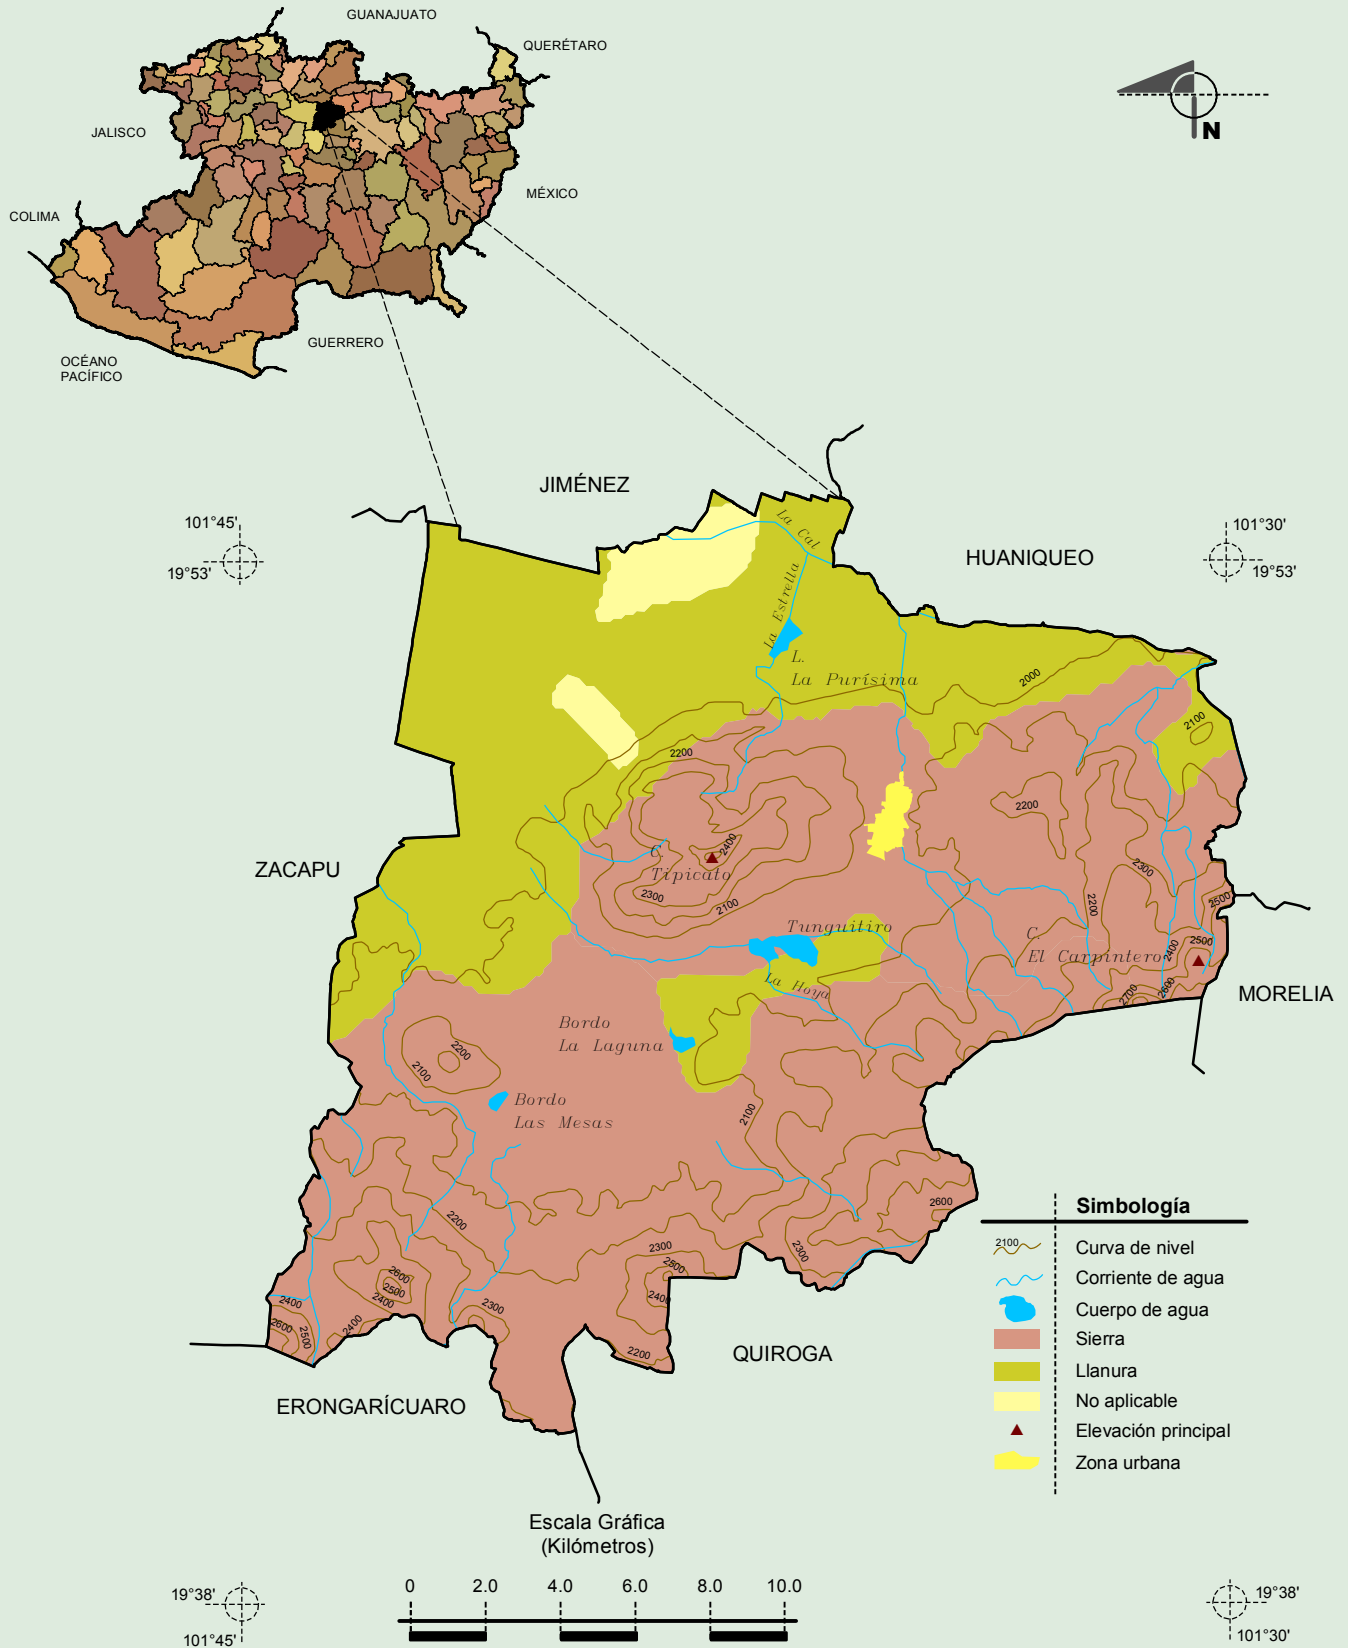 GUANAJUATO
QUERÉTARO
JALISCO
MÉXICO
COLIMA
GUERRERO
OCÉANO
PACÍFICO
N
JIMÉNEZ
101°45'
19°53'
101°30'
19°53'
HUANIQUEO
La Cal
La Estrella
L.
La Purísima
2000
2100
2200
2200
2400
C.
Tipicato
2300
2100
ZACAPU
2300
2200
2500
Tunguitiro
C.
El Carpintero
2500
2400
2600
2700
La Hoya
MORELIA
Bordo
La Laguna
2200
2100
Bordo
Las Mesas
2100
2600
2200
2300
2300
2500
2400
2600
2500
2400
2400
2300
2600
2500
2400
2200
QUIROGA
ERONGARÍCUARO
Simbología
2100
Curva de nivel
Corriente de agua
Cuerpo de agua
Sierra
Llanura
No aplicable
Elevación principal
Zona urbana
Escala Gráfica
(Kilómetros)
0 2.0 4.0 6.0 8.0 10.0
19°38'
101°45'
19°38'
101°30'